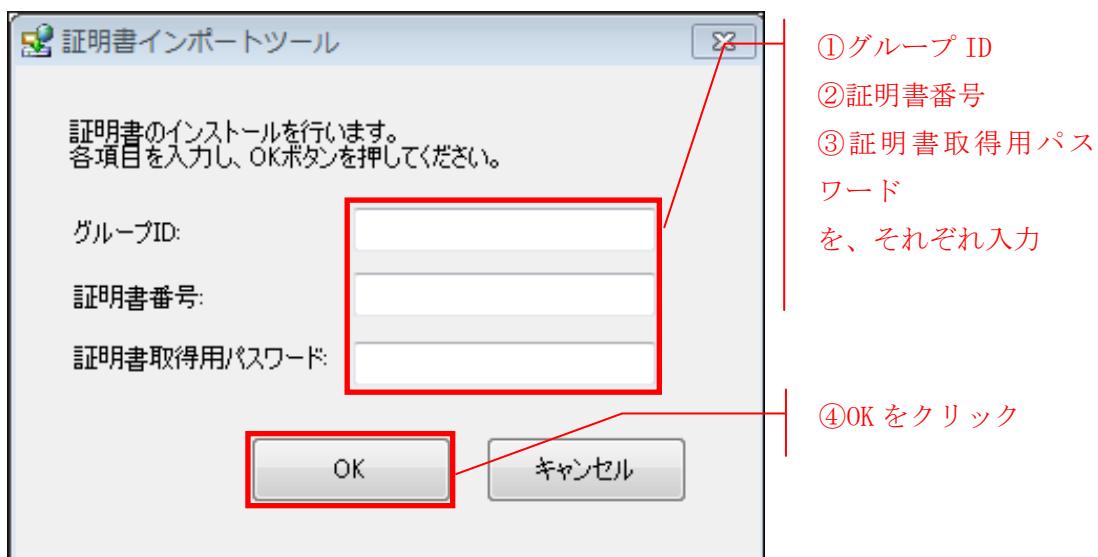 証明書インポートツール
証明書のインストールを行います。
各項目を入力し、OKボタンを押してください。
グループID:
証明書番号:
証明書取得用パスワード:
OK
キャンセル
①グループ ID
②証明書番号
③証明書取得用パス
ワード
を、それぞれ入力
④OK をクリック